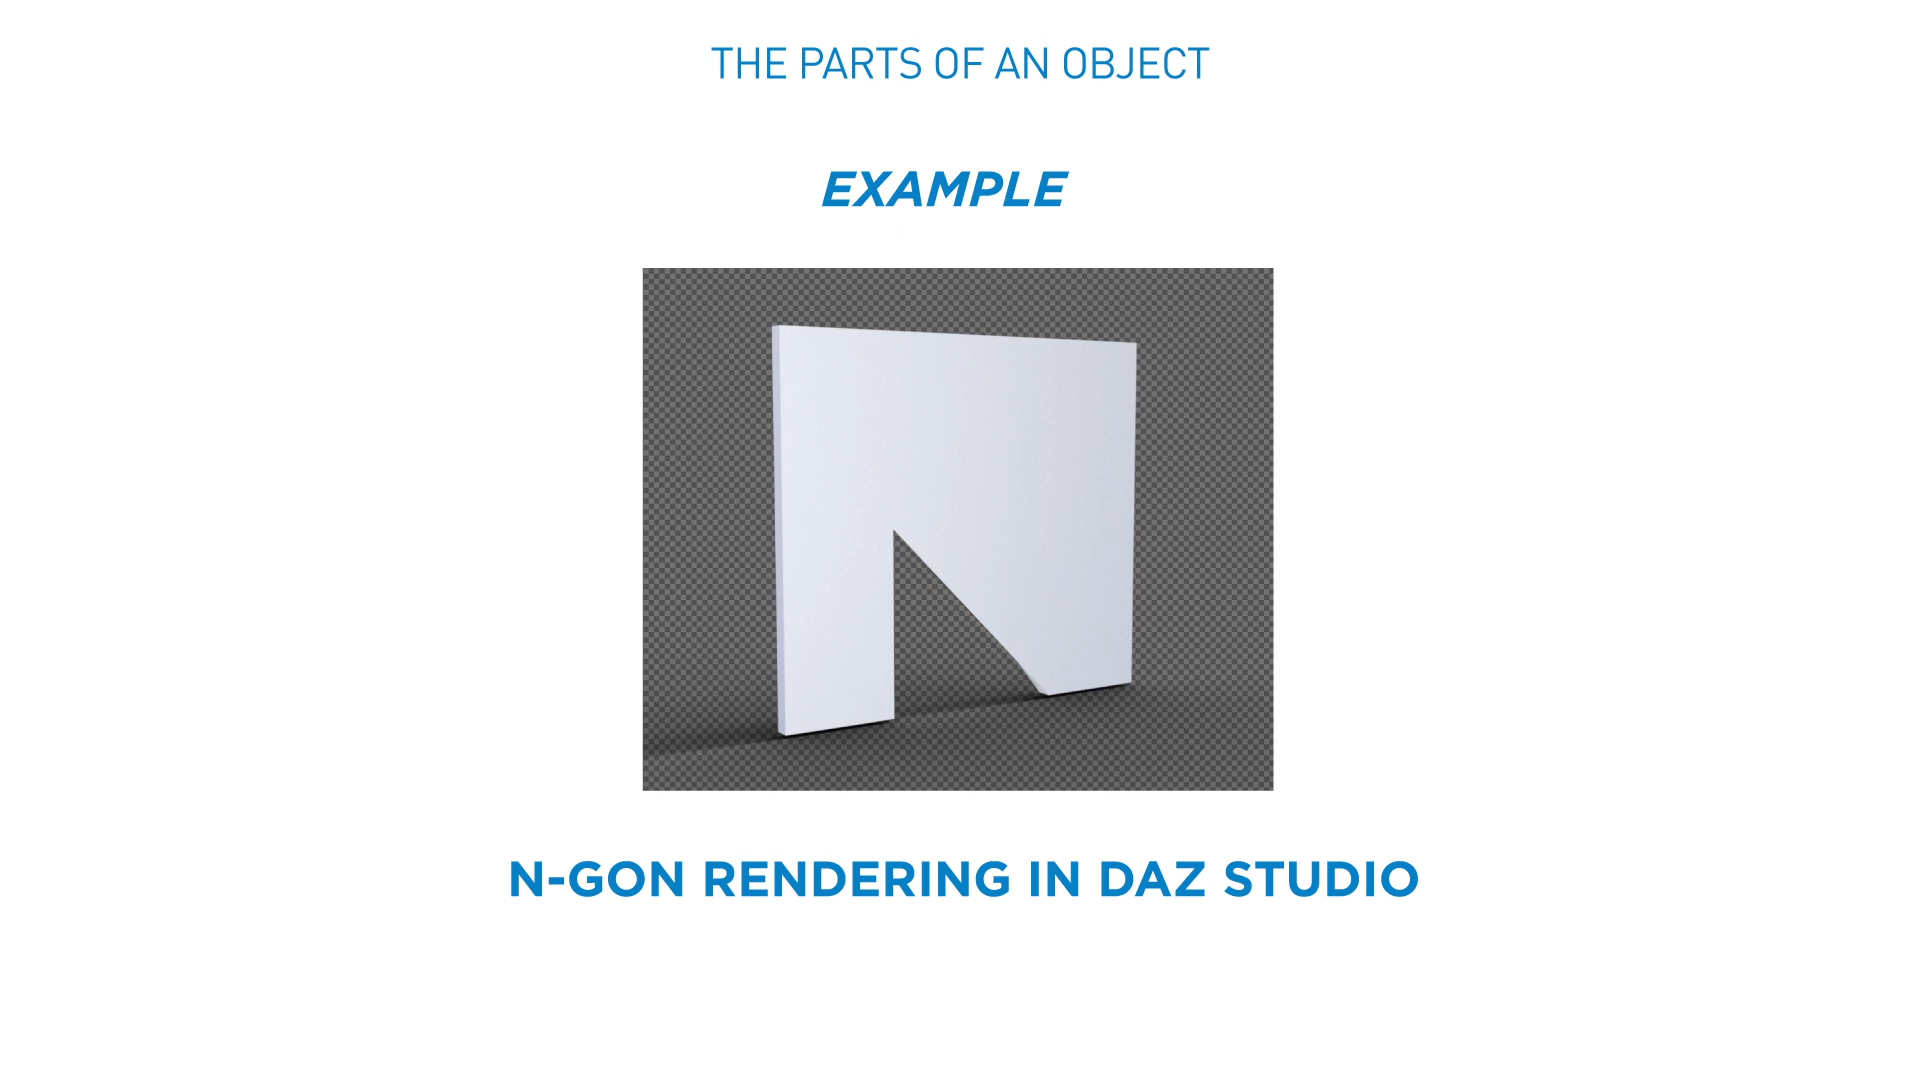 THE PARTS OF AN OBJECT
EXAMPLE
N-GON RENDERING IN DAZ STUDIO